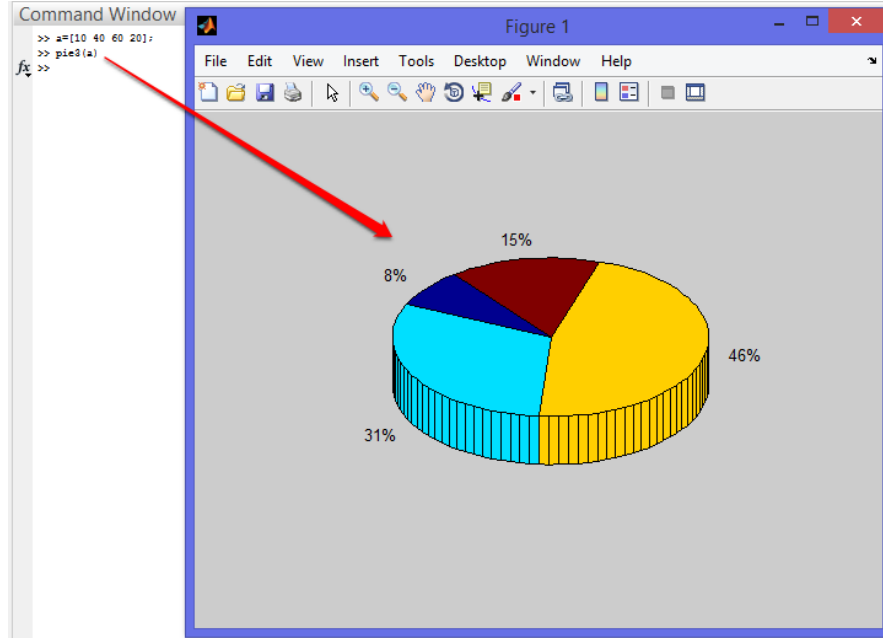 Command Window
>> a=[10 40 60 20];
>> pie3(a)
fx >>
Figure 1
File Edit View Insert Tools Desktop Window Help
15%
8%
46%
31%